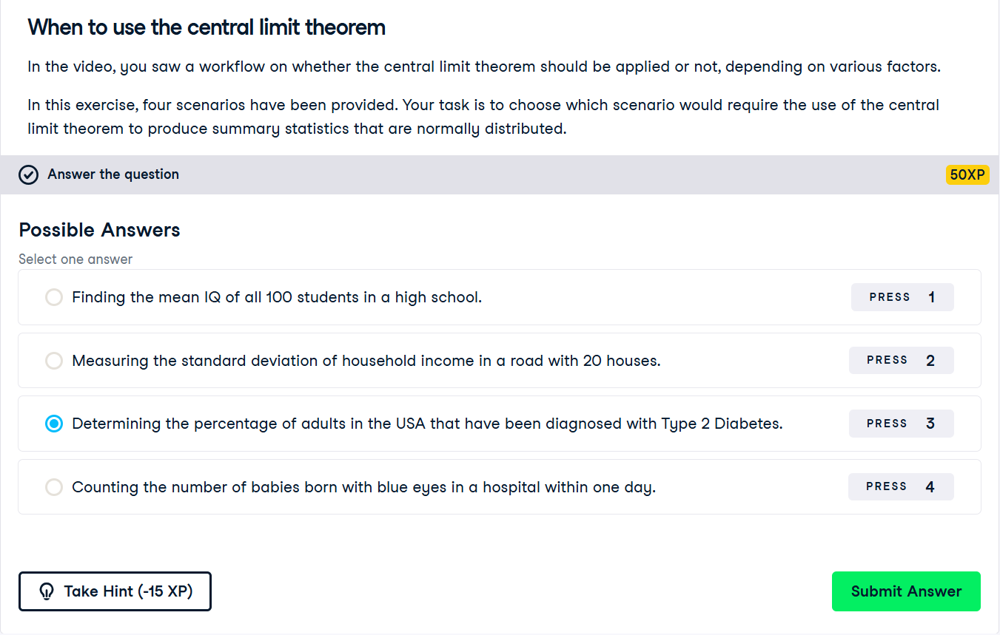 When to use the central limit theorem
In the video, you saw a workflow on whether the central limit theorem should be applied or not, depending on various factors.
In this exercise, four scenarios have been provided. Your task is to choose which scenario would require the use of the central
limit theorem to produce summary statistics that are normally distributed.
Answer the question
50XP
Possible Answers
Select one answer
Finding the mean IQ of all 100 students in a high school.
PRESS 1
Measuring the standard deviation of household income in a road with 20 houses.
PRESS 2
Determining the percentage of adults in the USA that have been diagnosed with Type 2 Diabetes.
PRESS 3
Counting the number of babies born with blue eyes in a hospital within one day.
PRESS 4
Take Hint (-15 XP)
Submit Answer